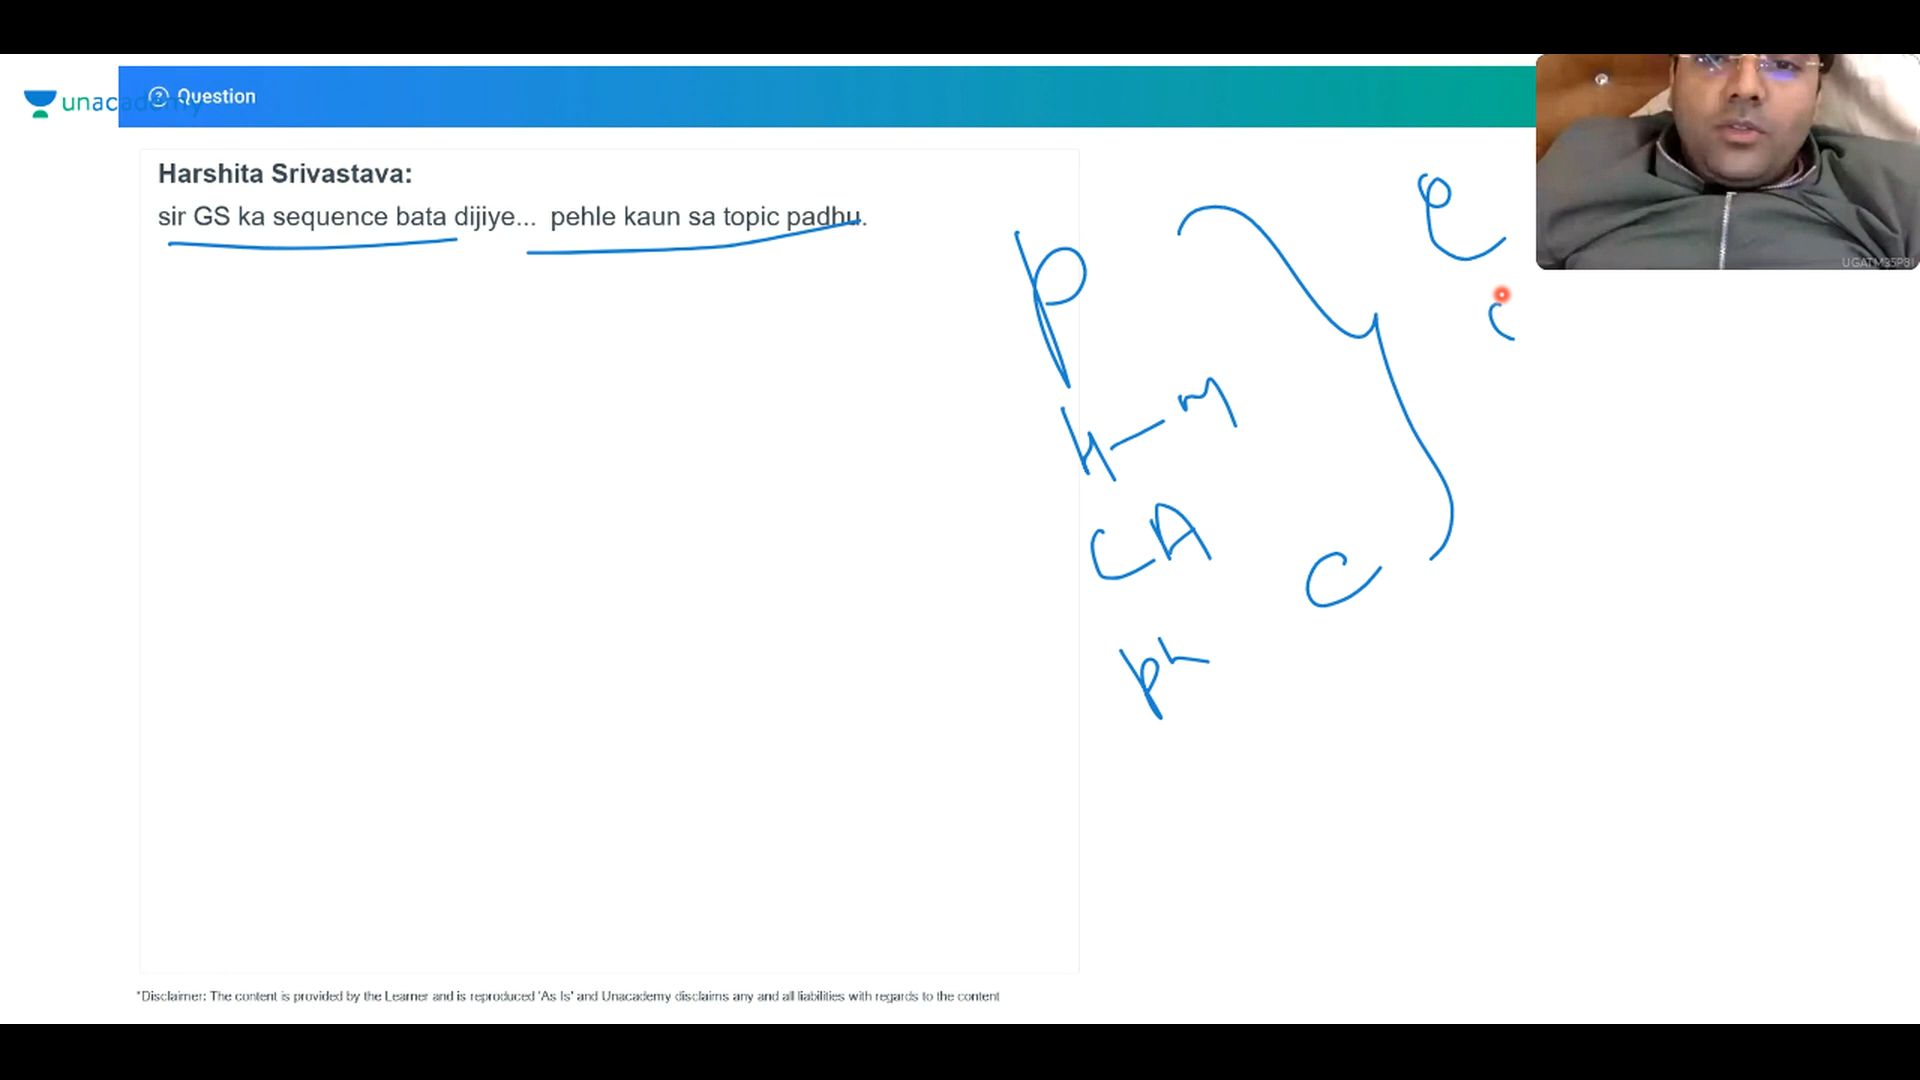 unacademy
Question
Harshita Srivastava:
sir GS ka sequence bata dijiye... pehle kaun sa topic padhu.
P
H - M
CA
C
ph
e
UGATM35P8I
*Disclaimer: The content is provided by the Learner and is reproduced 'As Is' and Unacademy disclaims any and all liabilities with regards to the content